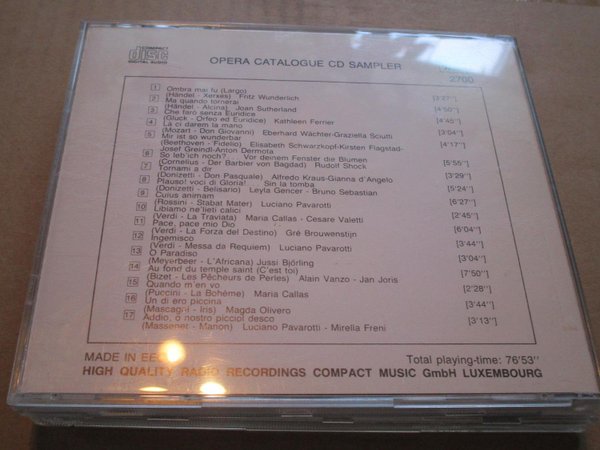 COMPACT
disc
DIGITAL AUDIO
OPERA CATALOGUE CD SAMPLER
2700
1 Ombra mai fu (Largo)
(Händel - Xerxes) Fritz Wunderlich [3'27'']
2 Ma quando tornerai
(Händel - Alcina) Joan Sutherland [4'50'']
3 Che faro senza Euridice
(Gluck - Orfeo ed Euridice) Kathleen Ferrier [4'45'']
4 La ci darem la mano
(Mozart - Don Giovanni) Eberhard Wächter-Graziella Sciutti [3'04'']
5 Mir ist so wunderbar
(Beethoven - Fidelio) Elisabeth Schwarzkopf-Kirsten Flagstad- [4'17'']
Josef Greindl-Anton Dermota
6 So leb'ich noch? Vor deinem Fenster die Blumen
(Cornelius - Der Barbier von Bagdad) Rudolf Shock [5'55'']
7 Tornami a dir
(Donizetti - Don Pasquale) Alfredo Kraus-Gianna d'Angelo [3'29'']
8 Plauso! voci di Gloria! Sin la tomba
(Donizetti - Belisario) Leyla Gencer - Bruno Sebastian [5'24'']
9 Cuius animam
(Rossini - Stabat Mater) Luciano Pavarotti [6'27'']
10 Libiamo ne'lieti calici
(Verdi - La Traviata) Maria Callas - Cesare Valetti [2'45'']
11 Pace, pace mio Dio
(Verdi - La Forza del Destino) Gré Brouwenstijn [6'04'']
12 Ingemisco
(Verdi - Messa da Requiem) Luciano Pavarotti [3'44'']
13 O Paradiso
(Meyerbeer - L'Africana) Jussi Björling [3'04'']
14 Au fond du temple saint (C'est toi)
(Bizet - Les Pêcheurs de Perles) Alain Vanzo - Jan Joris [7'50'']
15 Quando m'en vo
(Puccini - La Bohème) Maria Callas [2'28'']
16 Un di ero piccina
(Mascagni - Iris) Magda Olivero [3'44'']
17 Addio, o nostro picciol desco
(Massenet - Manon) Luciano Pavarotti - Mirella Freni [3'13'']
MADE IN EEC Total playing-time: 76'53''
HIGH QUALITY RADIO RECORDINGS COMPACT MUSIC GmbH LUXEMBOURG